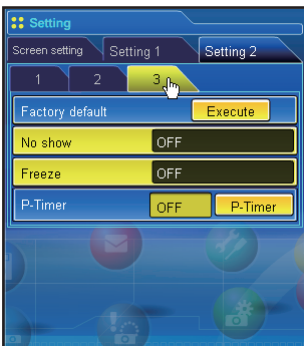 Setting
Screen setting Setting 1 Setting 2
1 2 3
Factory default Execute
No show OFF
Freeze OFF
P-Timer OFF P-Timer